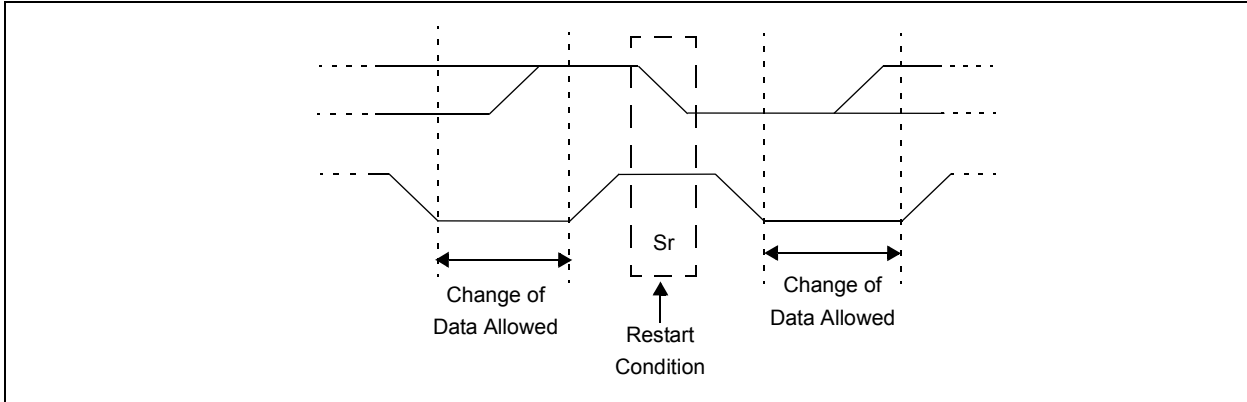 Sr
Change of
Data Allowed
Restart
Condition
Change of
Data Allowed